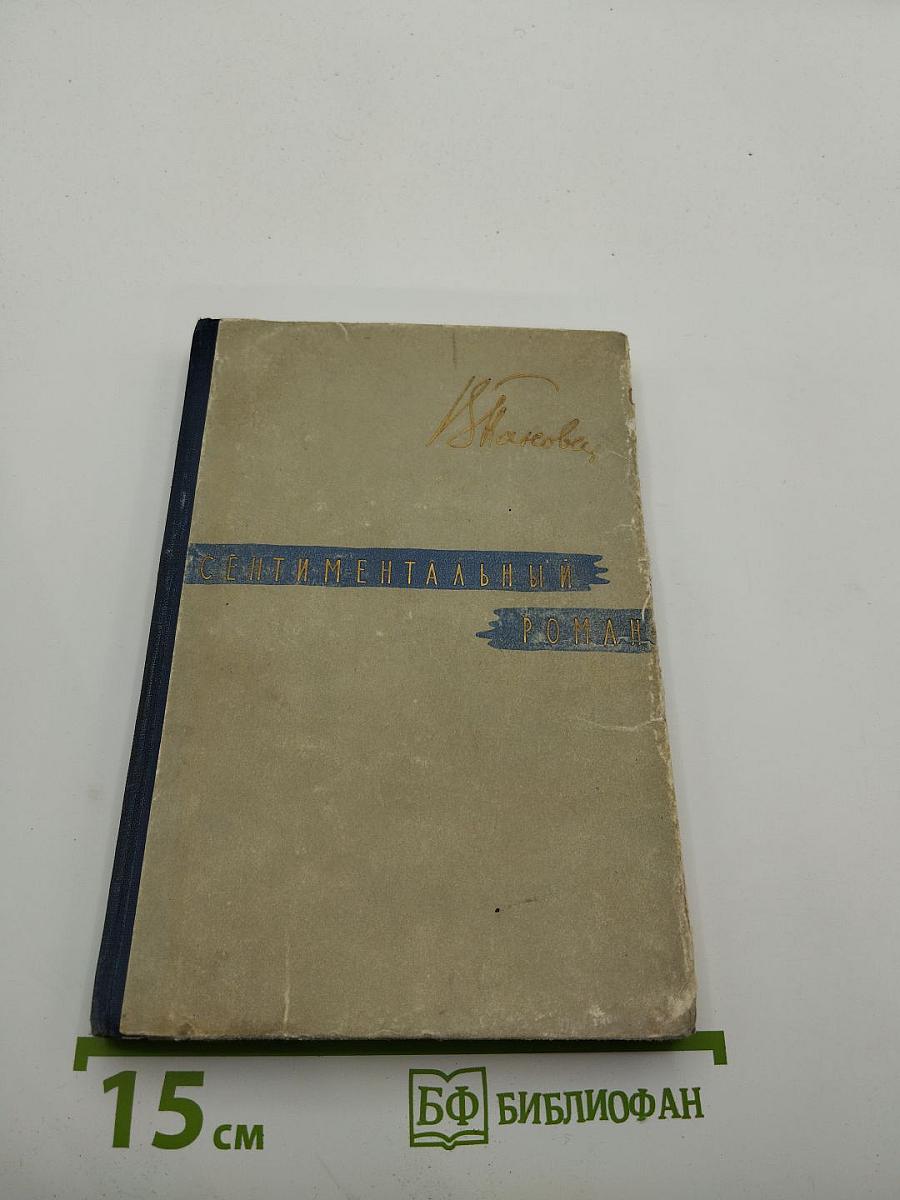 В Панова
СЕНТИМЕНТАЛЬНЫЙ
РОМАН
15 см
БФ БИБЛИОФАН